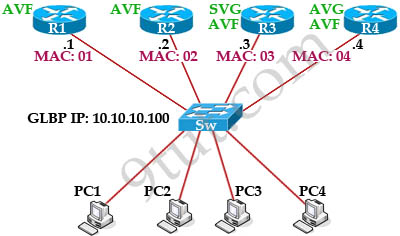 AVF AVF SVG AVG
AVF AVF
R1 R2 R3 R4
.1 .2 .3 .4
MAC: 01 MAC: 02 MAC: 03 MAC: 04
GLBP IP: 10.10.10.100
Sw
9tut.com
PC1 PC2 PC3 PC4